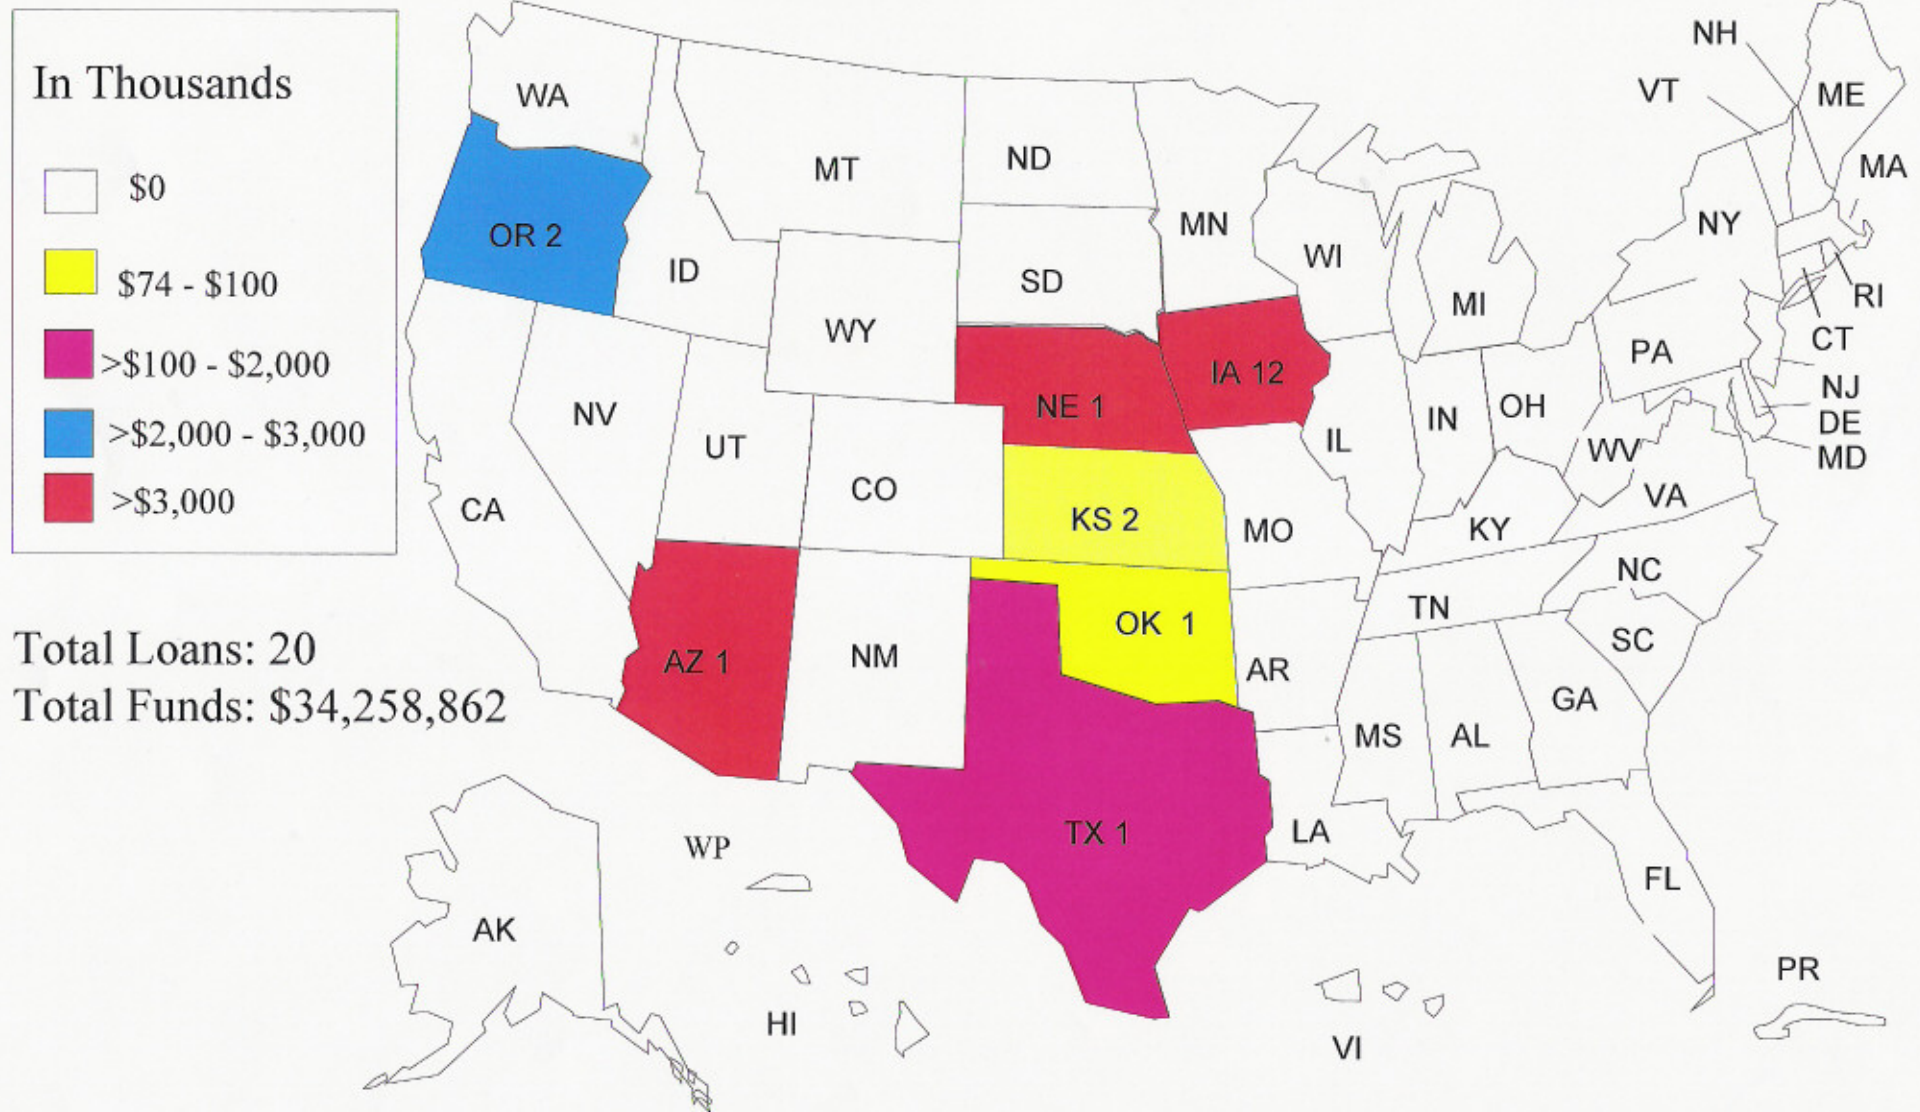 In Thousands
$0
$74 - $100
>$100 - $2,000
>$2,000 - $3,000
>$3,000
Total Loans: 20
Total Funds: $34,258,862
WA
OR 2
ID
MT
ND
MN
WI
MI
NY
VT
NH
ME
MA
RI
CT
NJ
DE
MD
PA
SD
WY
NE 1
IA 12
IL
IN
OH
WV
VA
KY
NV
UT
CO
KS 2
MO
CA
AZ 1
NM
OK 1
AR
TN
NC
SC
GA
AL
MS
LA
TX 1
FL
AK
WP
HI
VI
PR